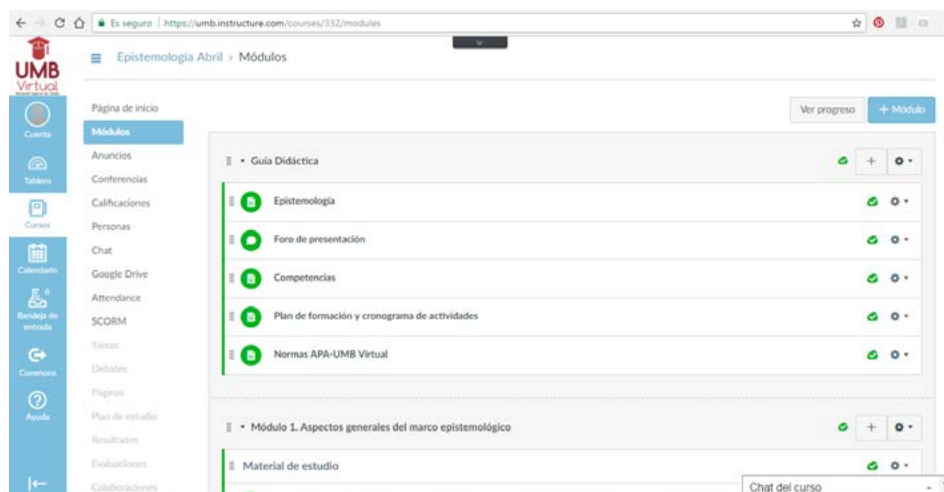 Es seguro | https://umb.instructure.com/courses/332/modules
UMB
Virtual
Epistemología Abril > Módulos
Cuenta
Tablero
Cursos
Calendario
Bandeja de
entrada
Commons
Ayuda
Página de inicio
Módulos
Anuncios
Conferencias
Calificaciones
Personas
Chat
Google Drive
Attendance
SCORM
Tareas
Debates
Páginas
Plan de estudio
Resultados
Evaluaciones
Colaboraciones
Ver progreso
+ Módulo
Guía Didáctica
Epistemología
Foro de presentación
Competencias
Plan de formación y cronograma de actividades
Normas APA-UMB Virtual
Módulo 1. Aspectos generales del marco epistemológico
Material de estudio
Chat del curso